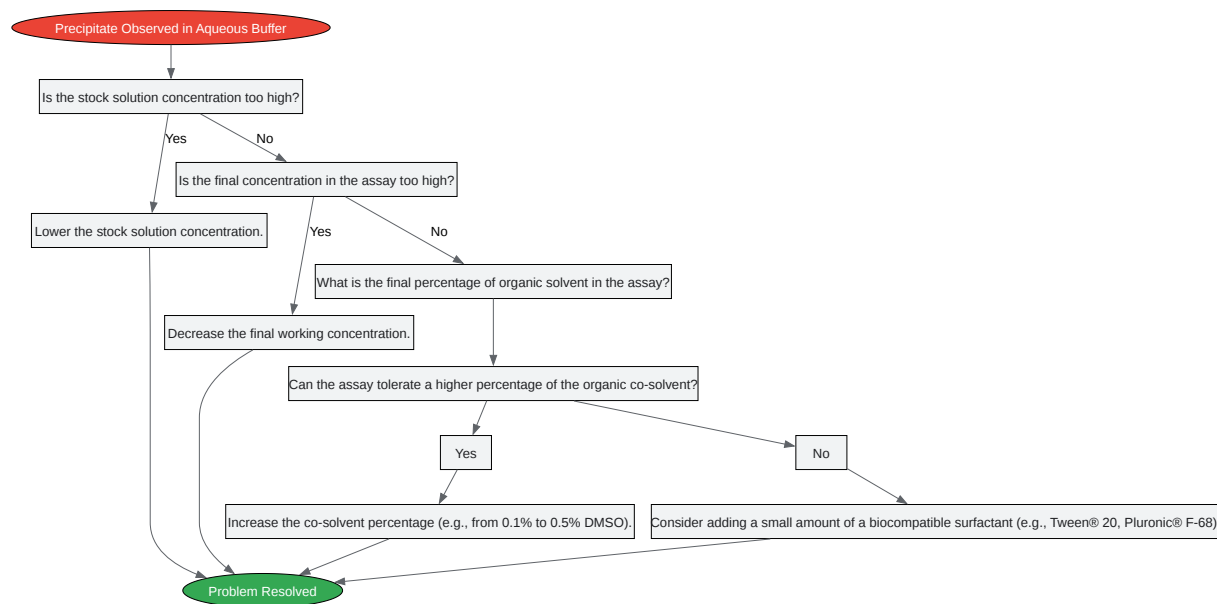 Precipitate Observed in Aqueous Buffer
Is the stock solution concentration too high?
Yes
No
Is the final concentration in the assay too high?
Lower the stock solution concentration.
Yes
No
What is the final percentage of organic solvent in the assay?
Decrease the final working concentration.
Can the assay tolerate a higher percentage of the organic co-solvent?
Yes
No
Increase the co-solvent percentage (e.g., from 0.1% to 0.5% DMSO).
Consider adding a small amount of a biocompatible surfactant (e.g., Tween® 20, Pluronic® F-68)
Problem Resolved